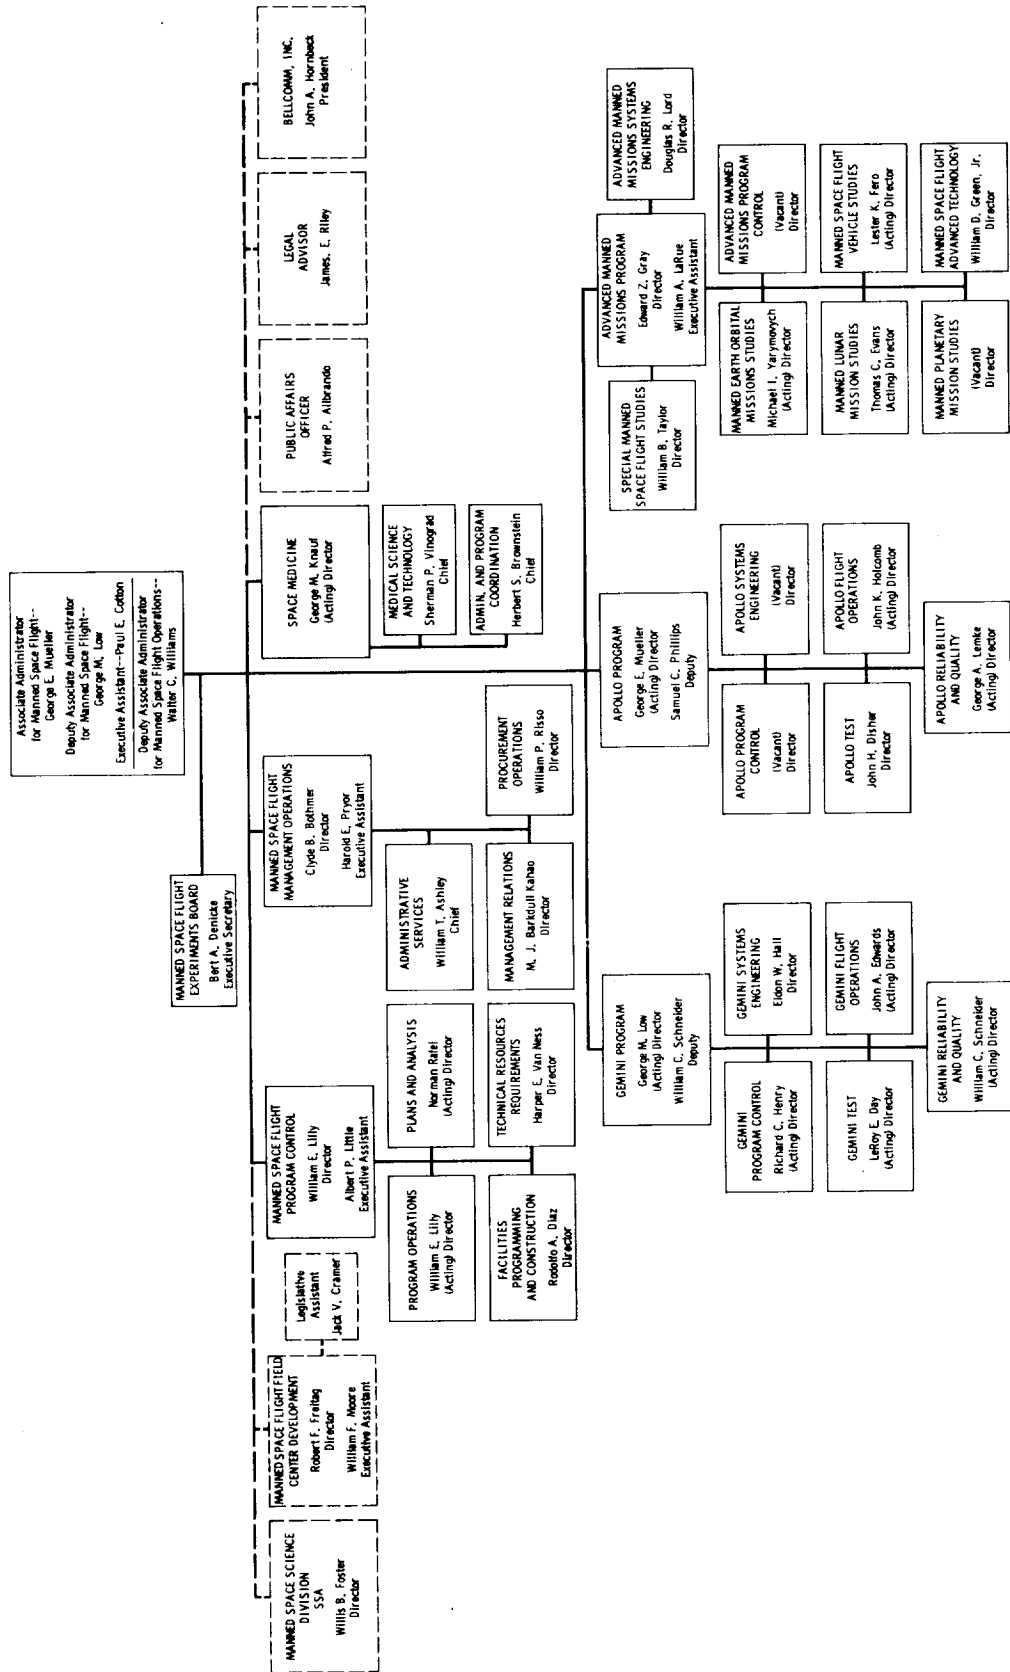 Associate Administrator
for Manned Space Flight--
George E. Mueller
Deputy Associate Administrator
for Manned Space Flight--
George M. Low
Executive Assistant--Paul E. Cotton
Deputy Associate Administrator
for Manned Space Flight Operations--
Walter C. Williams
MANNED SPACE FLIGHT
EXPERIMENTS BOARD
Bert A. Denicke
Executive Secretary
MANNED SPACE SCIENCE
DIVISION
SSA
Willis B. Foster
Director
MANNED SPACE FLIGHT FIELD
CENTER DEVELOPMENT
Robert F. Freitag
Director
William F. Moore
Executive Assistant
Legislative
Assistant
Jack V. Cramer
MANNED SPACE FLIGHT
PROGRAM CONTROL
William E. Lilly
Director
Albert P. Little
Executive Assistant
MANNED SPACE FLIGHT
MANAGEMENT OPERATIONS
Clyde B. Bothmer
Director
Harold E. Pryor
Executive Assistant
SPACE MEDICINE
George M. Knauf
(Acting) Director
PUBLIC AFFAIRS
OFFICER
Alfred P. Alibrando
LEGAL
ADVISOR
James. E. Riley
BELLCOMM, INC.
John A. Hornbeck
President
PROGRAM OPERATIONS
William E. Lilly
(Acting) Director
PLANS AND ANALYSIS
Norman Rafel
(Acting) Director
FACILITIES
PROGRAMMING
AND CONSTRUCTION
Rodolfo A. Diaz
Director
TECHNICAL RESOURCES
REQUIREMENTS
Harper E. Van Ness
Director
ADMINISTRATIVE
SERVICES
William T. Ashley
Chief
MANAGEMENT RELATIONS
M. J. Barkdull Kahao
Director
PROCUREMENT
OPERATIONS
William P. Risso
Director
MEDICAL SCIENCE
AND TECHNOLOGY
Sherman P. Vinograd
Chief
ADMIN. AND PROGRAM
COORDINATION
Herbert S. Brownstein
Chief
GEMINI PROGRAM
George M. Low
(Acting) Director
William C. Schneider
Deputy
GEMINI
PROGRAM CONTROL
Richard C. Henry
(Acting) Director
GEMINI SYSTEMS
ENGINEERING
Eldon W. Hall
Director
GEMINI TEST
LeRoy E. Day
(Acting) Director
GEMINI FLIGHT
OPERATIONS
John A. Edwards
(Acting) Director
GEMINI RELIABILITY
AND QUALITY
William C. Schneider
(Acting) Director
APOLLO PROGRAM
George E. Mueller
(Acting) Director
Samuel C. Phillips
Deputy
APOLLO PROGRAM
CONTROL
(Vacant)
Director
APOLLO SYSTEMS
ENGINEERING
(Vacant)
Director
APOLLO TEST
John H. Disher
Director
APOLLO FLIGHT
OPERATIONS
John K. Holcomb
(Acting) Director
APOLLO RELIABILITY
AND QUALITY
George A. Lemke
(Acting) Director
SPECIAL MANNED
SPACE FLIGHT STUDIES
William B. Taylor
Director
ADVANCED MANNED
MISSIONS PROGRAM
Edward Z. Gray
Director
William A. LaRue
Executive Assistant
ADVANCED MANNED
MISSIONS SYSTEMS
ENGINEERING
Douglas R. Lord
Director
MANNED EARTH ORBITAL
MISSIONS STUDIES
Michael I. Yarymovych
(Acting) Director
ADVANCED MANNED
MISSIONS PROGRAM
CONTROL
(Vacant)
Director
MANNED LUNAR
MISSION STUDIES
Thomas C. Evans
(Acting) Director
MANNED SPACE FLIGHT
VEHICLE STUDIES
Lester K. Fero
(Acting) Director
MANNED PLANETARY
MISSION STUDIES
(Vacant)
Director
MANNED SPACE FLIGHT
ADVANCED TECHNOLOGY
William D. Green, Jr.
Director